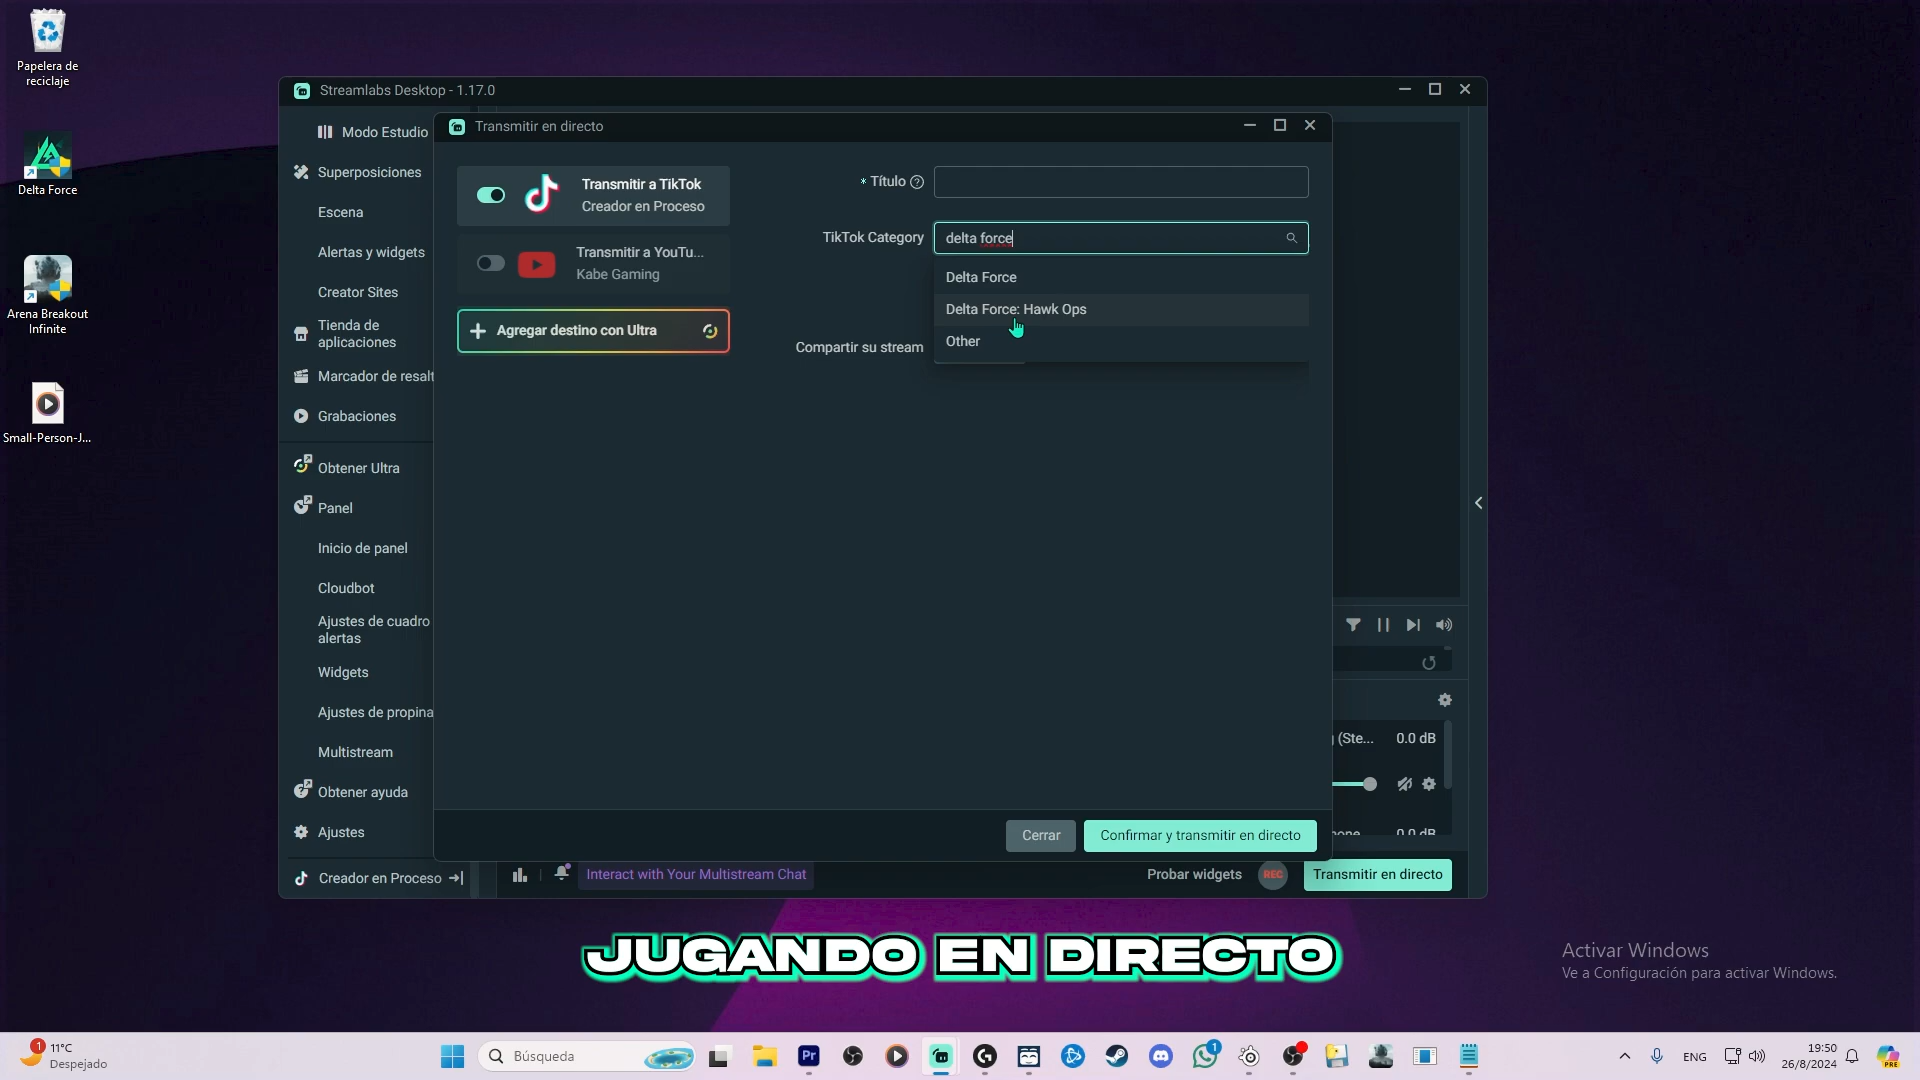 Papelera de
reciclaje
Delta Force
Arena Breakout
Infinite
Small-Person-J...
Streamlabs Desktop - 1.17.0
Modo Estudio
Superposiciones
Escena
Alertas y widgets
Creator Sites
Tienda de
aplicaciones
Marcador de resalt
Grabaciones
Obtener Ultra
Panel
Inicio de panel
Cloudbot
Ajustes de cuadro
alertas
Widgets
Ajustes de propina
Multistream
Obtener ayuda
Ajustes
Creador en Proceso
Transmitir en directo
Transmitir a TikTok
Creador en Proceso
Transmitir a YouTu...
Kabe Gaming
Agregar destino con Ultra
* Título
TikTok Category
delta force
Delta Force
Delta Force: Hawk Ops
Other
Compartir su stream
Cerrar
Confirmar y transmitir en directo
(Ste...
0.0 dB
0.0 dB
Interact with Your Multistream Chat
Probar widgets
REC
Transmitir en directo
JUGANDO EN DIRECTO
Activar Windows
Ve a Configuración para activar Windows.
1
11°C
Despejado
Búsqueda
Pr
1
ENG
19:50
26/8/2024
PRE